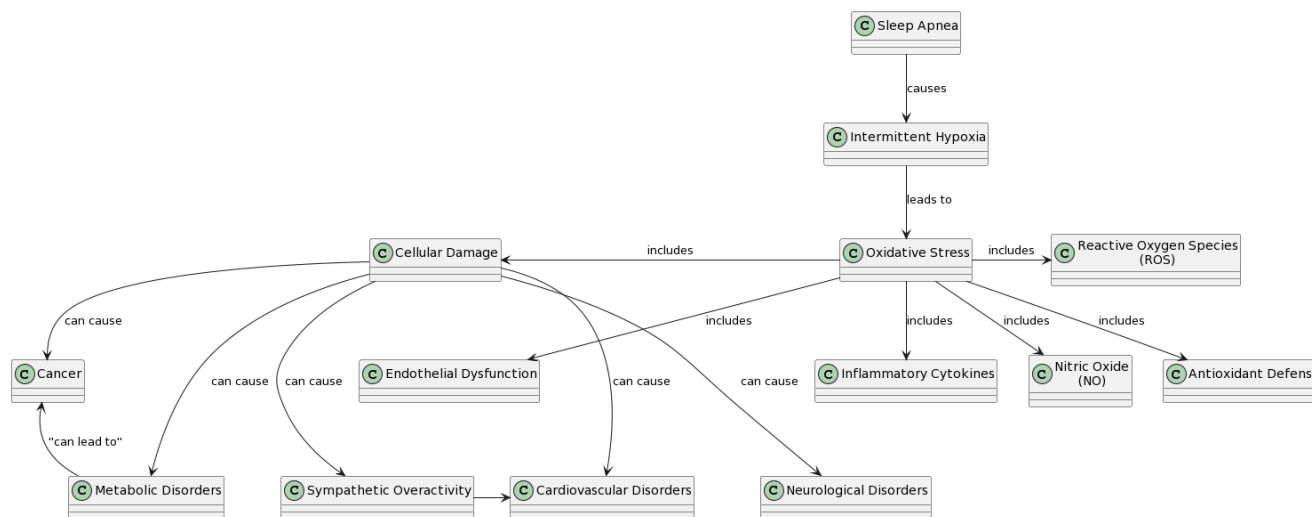 C Sleep Apnea
causes
C Intermittent Hypoxia
leads to
C Cellular Damage
includes
C Oxidative Stress
includes
C Reactive Oxygen Species
(ROS)
can cause
includes
includes
includes
includes
C Cancer
can cause
can cause
can cause
can cause
C Endothelial Dysfunction
C Inflammatory Cytokines
C Nitric Oxide
(NO)
C Antioxidant Defens
"can lead to"
C Metabolic Disorders
C Sympathetic Overactivity
C Cardiovascular Disorders
C Neurological Disorders